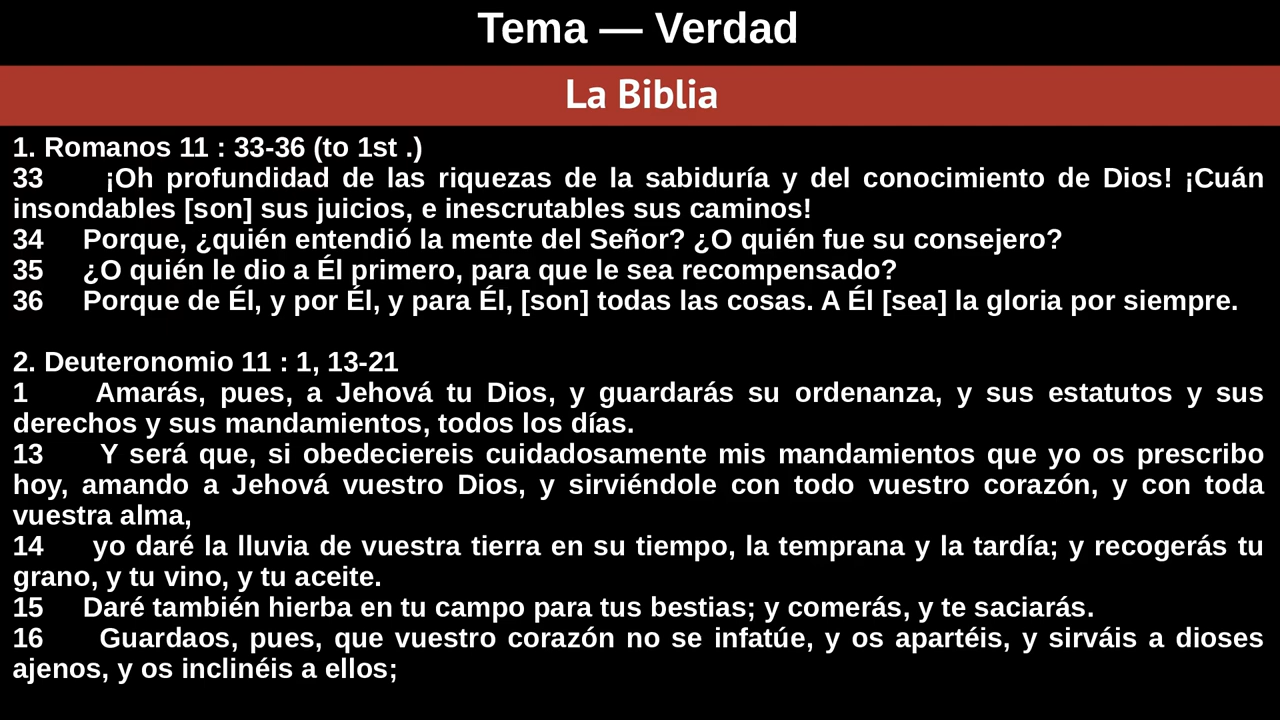 Tema — Verdad
La Biblia
1. Romanos 11 : 33-36 (to 1st .)
33 ¡Oh profundidad de las riquezas de la sabiduría y del conocimiento de Dios! ¡Cuán
insondables [son] sus juicios, e inescrutables sus caminos!
34 Porque, ¿quién entendió la mente del Señor? ¿O quién fue su consejero?
35 ¿O quién le dio a Él primero, para que le sea recompensado?
36 Porque de Él, y por Él, y para Él, [son] todas las cosas. A Él [sea] la gloria por siempre.
2. Deuteronomio 11 : 1, 13-21
1 Amarás, pues, a Jehová tu Dios, y guardarás su ordenanza, y sus estatutos y sus
derechos y sus mandamientos, todos los días.
13 Y será que, si obedeciereis cuidadosamente mis mandamientos que yo os prescribo
hoy, amando a Jehová vuestro Dios, y sirviéndole con todo vuestro corazón, y con toda
vuestra alma,
14 yo daré la lluvia de vuestra tierra en su tiempo, la temprana y la tardía; y recogerás tu
grano, y tu vino, y tu aceite.
15 Daré también hierba en tu campo para tus bestias; y comerás, y te saciarás.
16 Guardaos, pues, que vuestro corazón no se infatúe, y os apartéis, y sirváis a dioses
ajenos, y os inclinéis a ellos;